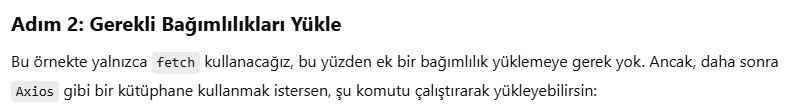 Adım 2: Gerekli Bağımlılıkları Yükle
Bu örnekte yalnızca fetch kullanacağız, bu yüzden ek bir bağımlılık yüklemeye gerek yok. Ancak, daha sonra
Axios gibi bir kütüphane kullanmak istersen, şu komutu çalıştırarak yükleyebilirsin: